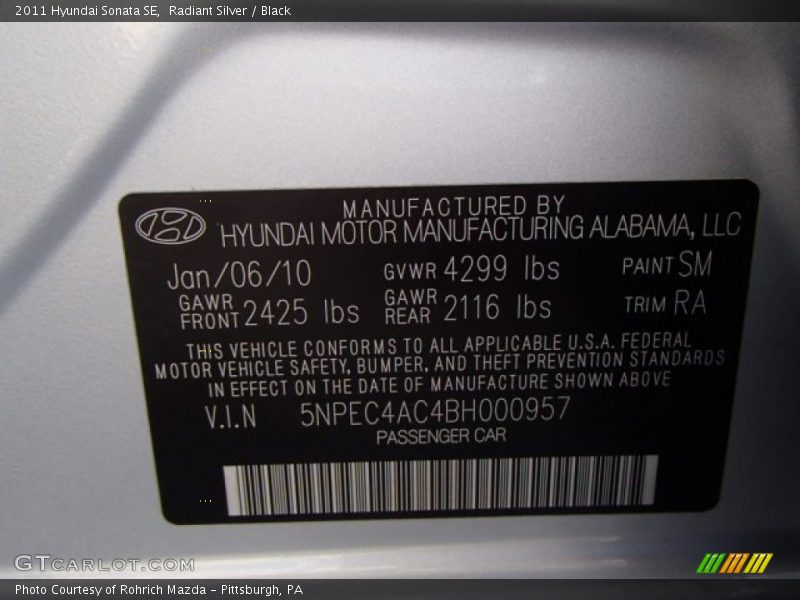 2011 Hyundai Sonata SE, Radiant Silver / Black
MANUFACTURED BY
HYUNDAI MOTOR MANUFACTURING ALABAMA, LLC
Jan/06/10 GVWR 4299 lbs PAINT SM
GAWR FRONT 2425 lbs GAWR REAR 2116 lbs TRIM RA
THIS VEHICLE CONFORMS TO ALL APPLICABLE U.S.A. FEDERAL
MOTOR VEHICLE SAFETY, BUMPER, AND THEFT PREVENTION STANDARDS
IN EFFECT ON THE DATE OF MANUFACTURE SHOWN ABOVE
V.I.N 5NPEC4AC4BH000957
PASSENGER CAR
GTCARLOT.COM
Photo Courtesy of Rohrich Mazda - Pittsburgh, PA